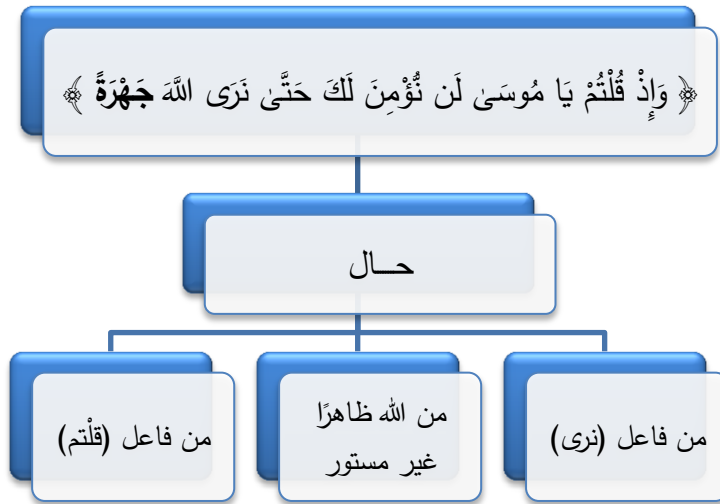 ﴿ وَإِذْ قُلْتُمْ يَا مُوسَىٰ لَن نُّؤْمِنَ لَكَ حَتَّىٰ نَرَى اللَّهَ جَهْرَةً ﴾
حـــال
من فاعل (نرى)
من الله ظاهرًا
غير مستور
من فاعل (قلْتم)